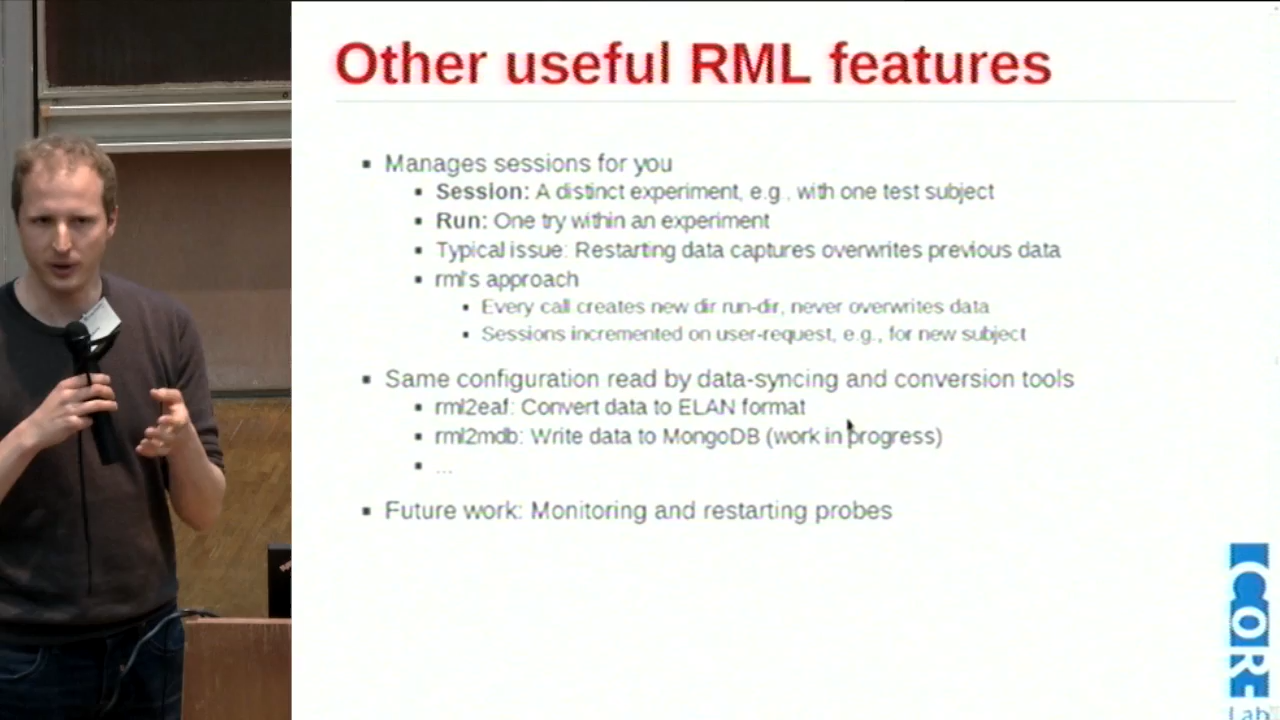 Other useful RML features
Manages sessions for you
Session: A distinct experiment, e.g., with one test subject
Run: One try within an experiment
Typical issue: Restarting data captures overwrites previous data
rml's approach
Every call creates new dir run-dir, never overwrites data
Sessions incremented on user-request, e.g., for new subject
Same configuration read by data-syncing and conversion tools
rml2eaf: Convert data to ELAN format
rml2mdb: Write data to MongoDB (work in progress)
...
Future work: Monitoring and restarting probes
CORE
Lab